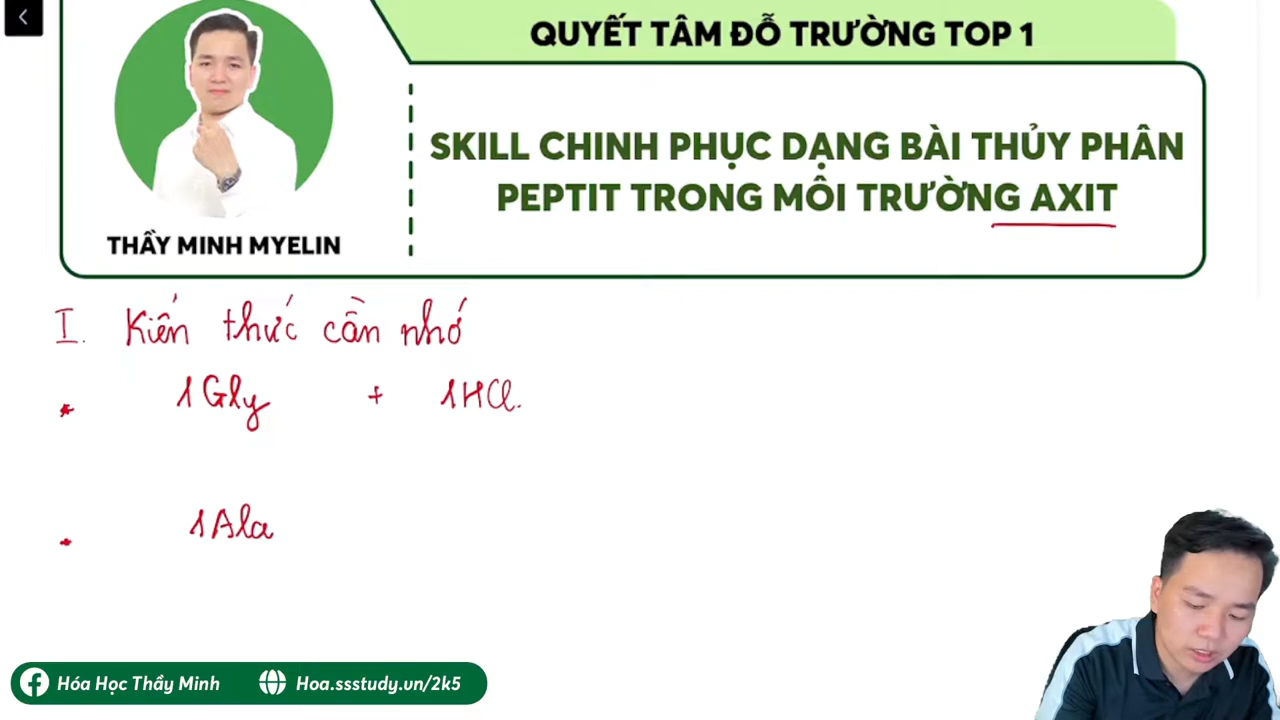 QUYẾT TÂM ĐỖ TRƯỜNG TOP 1
SKILL CHINH PHỤC DẠNG BÀI THỦY PHÂN
PEPTIT TRONG MÔI TRƯỜNG AXIT
THẦY MINH MYELIN
I. Kiến thức cần nhớ
* 1Gly + 1HCl.
* 1Ala
Hóa Học Thầy Minh
Hoa.ssstudy.vn/2k5